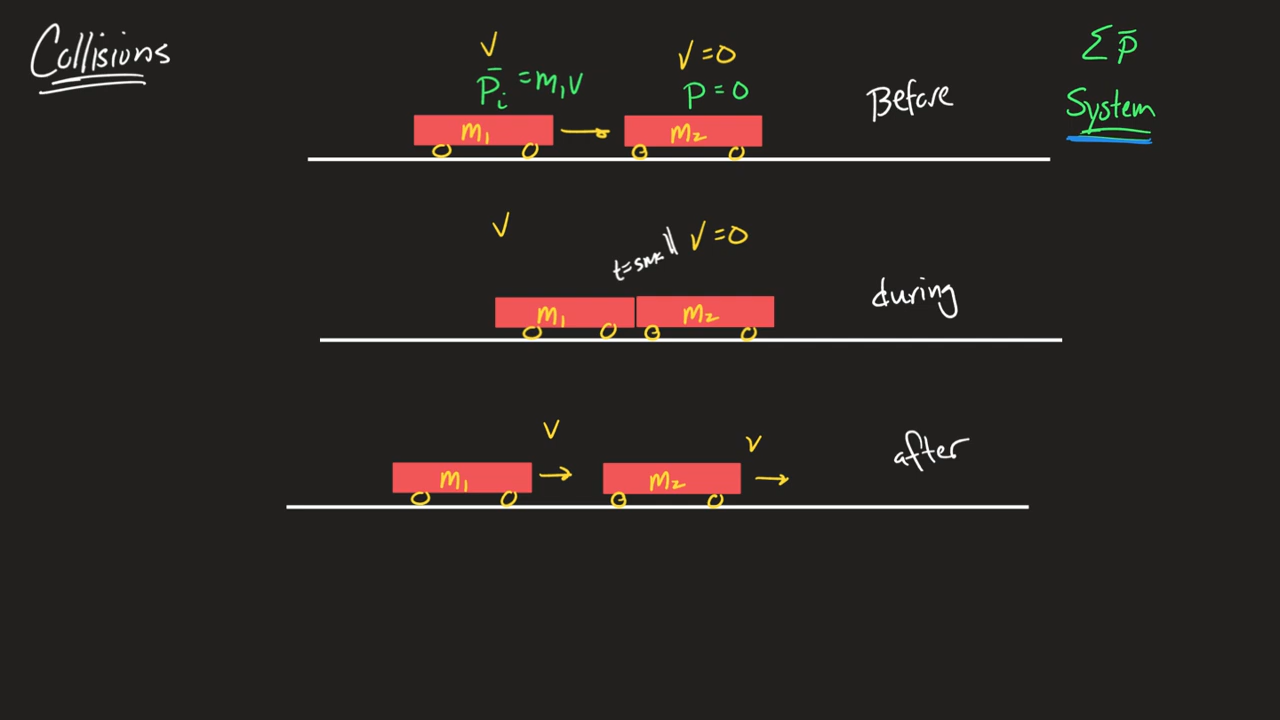 Collisions
V
V=0
Σp̄
P̄i=m₁V
P=0
Before
System
m₁
m₂
V
V=0
during
m₁
m₂
V
V
after
m₁
m₂